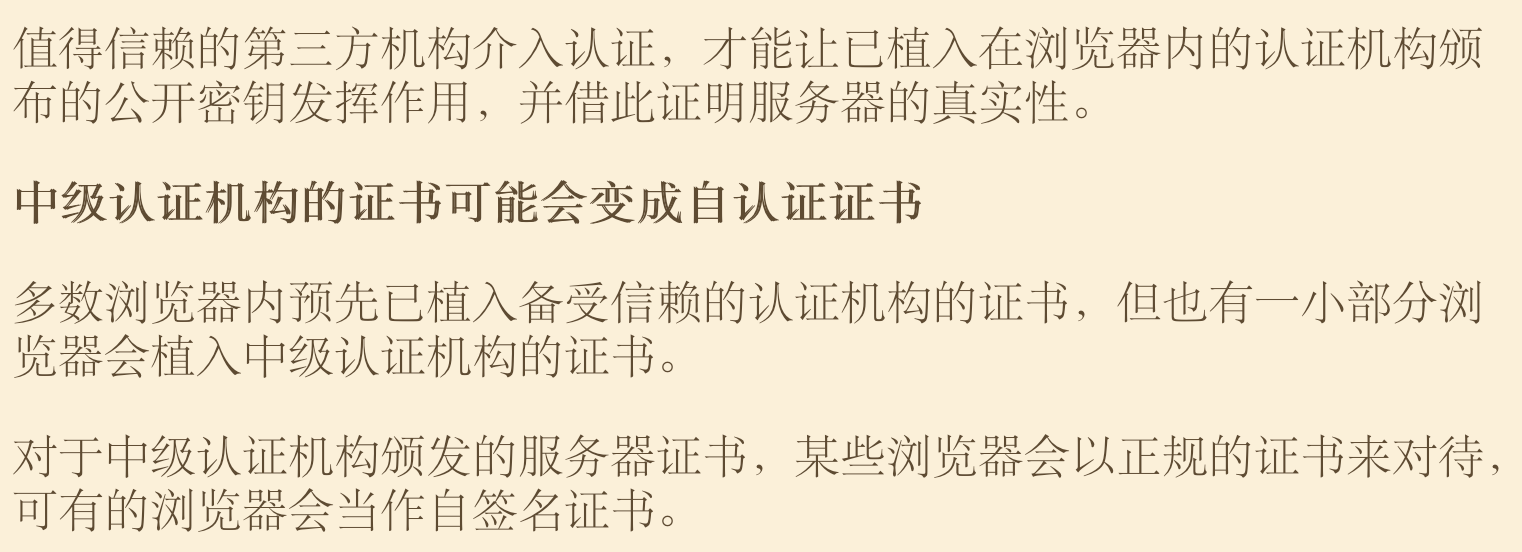 值得信赖的第三方机构介入认证，才能让已植入在浏览器内的认证机构颁
布的公开密钥发挥作用，并借此证明服务器的真实性。
中级认证机构的证书可能会变成自认证证书
多数浏览器内预先已植入备受信赖的认证机构的证书，但也有一小部分浏
览器会植入中级认证机构的证书。
对于中级认证机构颁发的服务器证书，某些浏览器会以正规的证书来对待，
可有的浏览器会当作自签名证书。